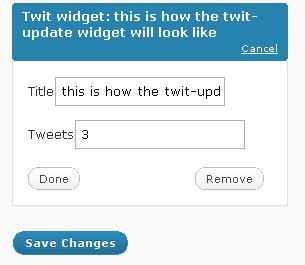 Twit widget: this is how the twit-
update widget will look like
Cancel
Title this is how the twit-upd
Tweets 3
Done Remove
Save Changes